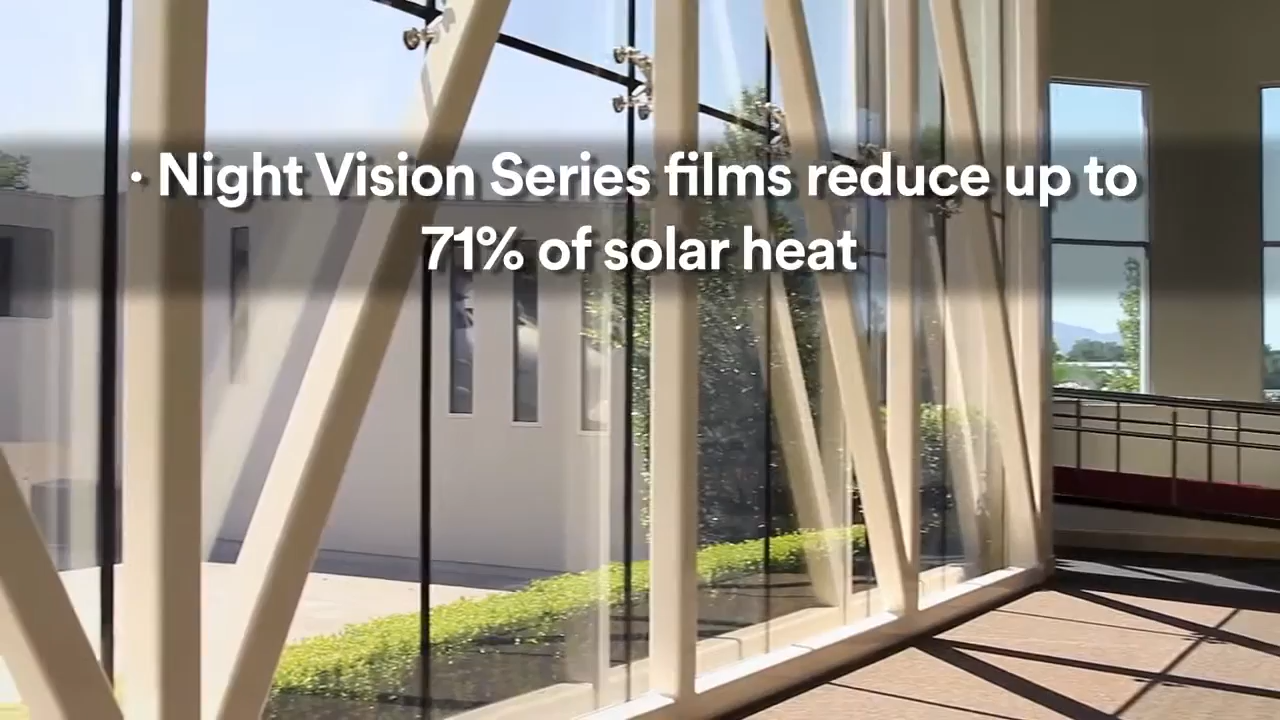 · Night Vision Series films reduce up to
71% of solar heat